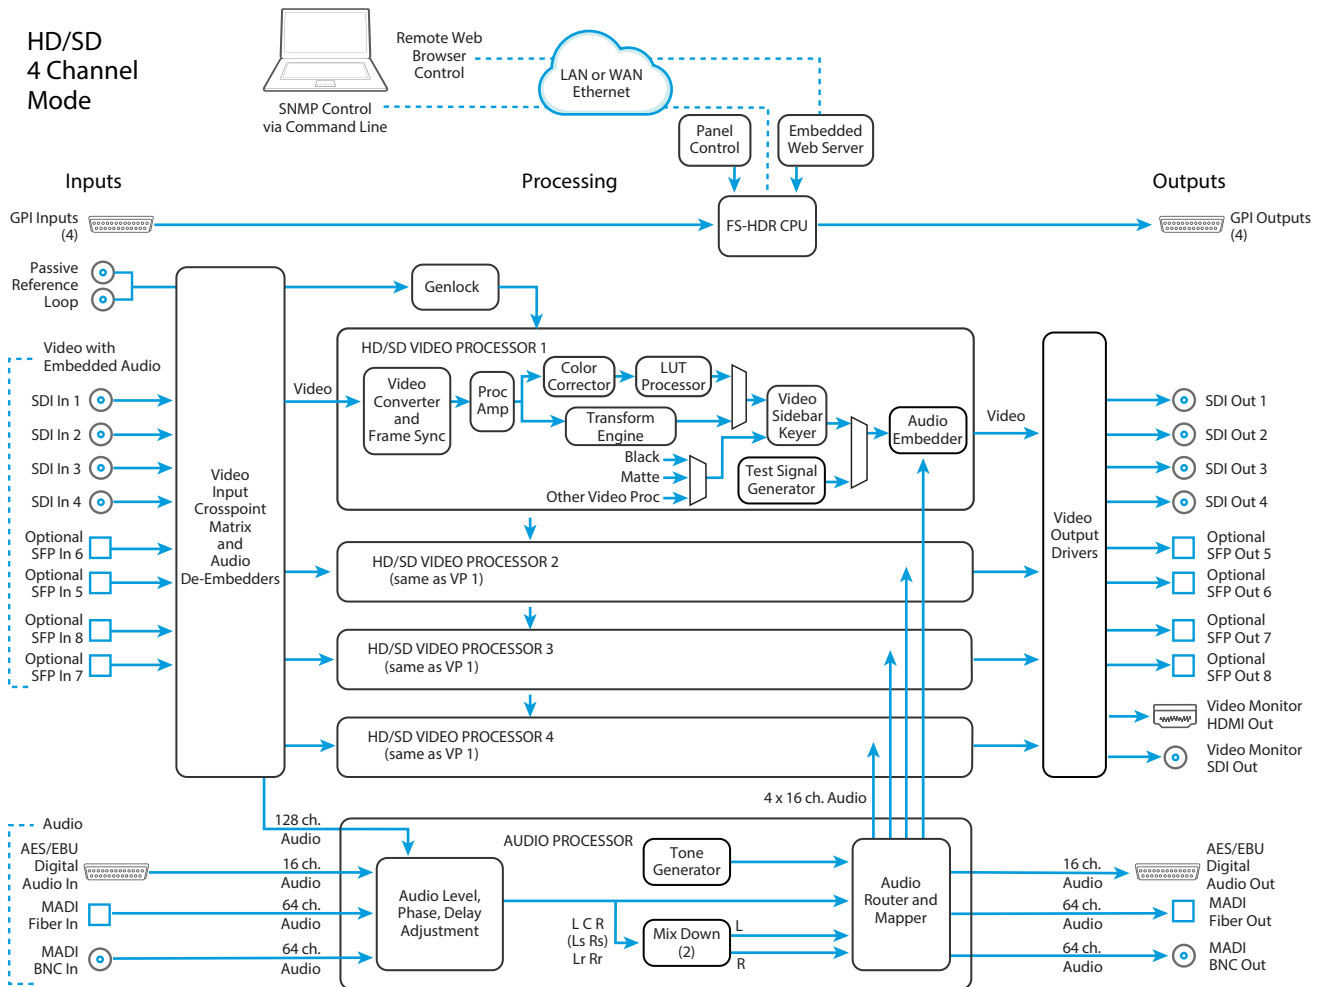 HD/SD
4 Channel
Mode
Remote Web
Browser
Control
SNMP Control
via Command Line
LAN or WAN
Ethernet
Panel
Control
Embedded
Web Server
Inputs
Processing
Outputs
GPI Inputs
(4)
FS-HDR CPU
GPI Outputs
(4)
Passive
Reference
Loop
Genlock
Video with
Embedded Audio
SDI In 1
SDI In 2
SDI In 3
SDI In 4
Optional
SFP In 6
Optional
SFP In 5
Optional
SFP In 8
Optional
SFP In 7
Video
Input
Crosspoint
Matrix
and
Audio
De-Embedders
Video
HD/SD VIDEO PROCESSOR 1
Video
Converter
and
Frame Sync
Proc
Amp
Color
Corrector
LUT
Processor
Transform
Engine
Black
Matte
Other Video Proc
Video
Sidebar
Keyer
Test Signal
Generator
Audio
Embedder
Video
HD/SD VIDEO PROCESSOR 2
(same as VP 1)
HD/SD VIDEO PROCESSOR 3
(same as VP 1)
HD/SD VIDEO PROCESSOR 4
(same as VP 1)
Video
Output
Drivers
SDI Out 1
SDI Out 2
SDI Out 3
SDI Out 4
Optional
SFP Out 5
Optional
SFP Out 6
Optional
SFP Out 7
Optional
SFP Out 8
Video Monitor
HDMI Out
Video Monitor
SDI Out
4 x 16 ch. Audio
Audio
AES/EBU
Digital
Audio In
MADI
Fiber In
MADI
BNC In
128 ch.
Audio
16 ch.
Audio
64 ch.
Audio
64 ch.
Audio
AUDIO PROCESSOR
Audio Level,
Phase, Delay
Adjustment
Tone
Generator
L C R
(Ls Rs)
Lr Rr
Mix Down
(2)
L
R
Audio
Router and
Mapper
16 ch.
Audio
64 ch.
Audio
64 ch.
Audio
AES/EBU
Digital
Audio Out
MADI
Fiber Out
MADI
BNC Out